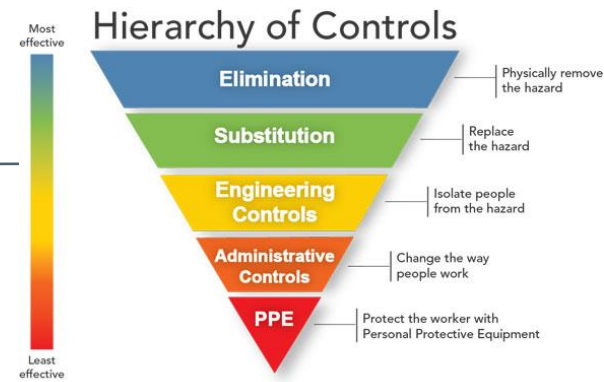 Hierarchy of Controls
Most
effective
Elimination
Physically remove
the hazard
Substitution
Replace
the hazard
Engineering
Controls
Isolate people
from the hazard
Administrative
Controls
Change the way
people work
PPE
Protect the worker with
Personal Protective Equipment
Least
effective